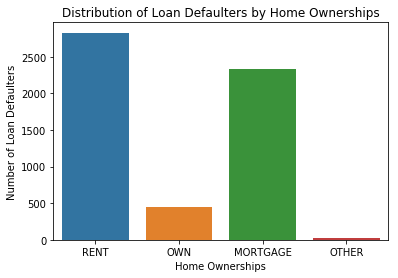 Distribution of Loan Defaulters by Home Ownerships
Number of Loan Defaulters
2500
2000
1500
1000
500
0
RENT OWN MORTGAGE OTHER
Home Ownerships